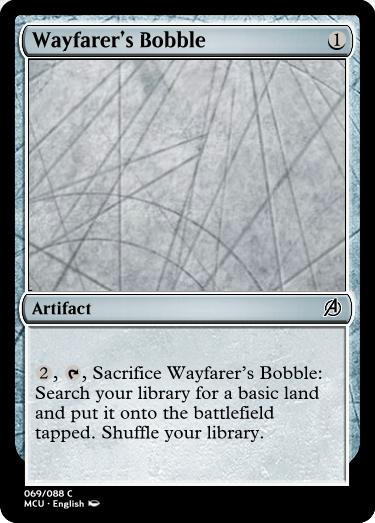 Wayfarer's Bobble 1
Artifact
2, , Sacrifice Wayfarer's Bobble:
Search your library for a basic land
and put it onto the battlefield
tapped. Shuffle your library.
069/088 C
MCU • English